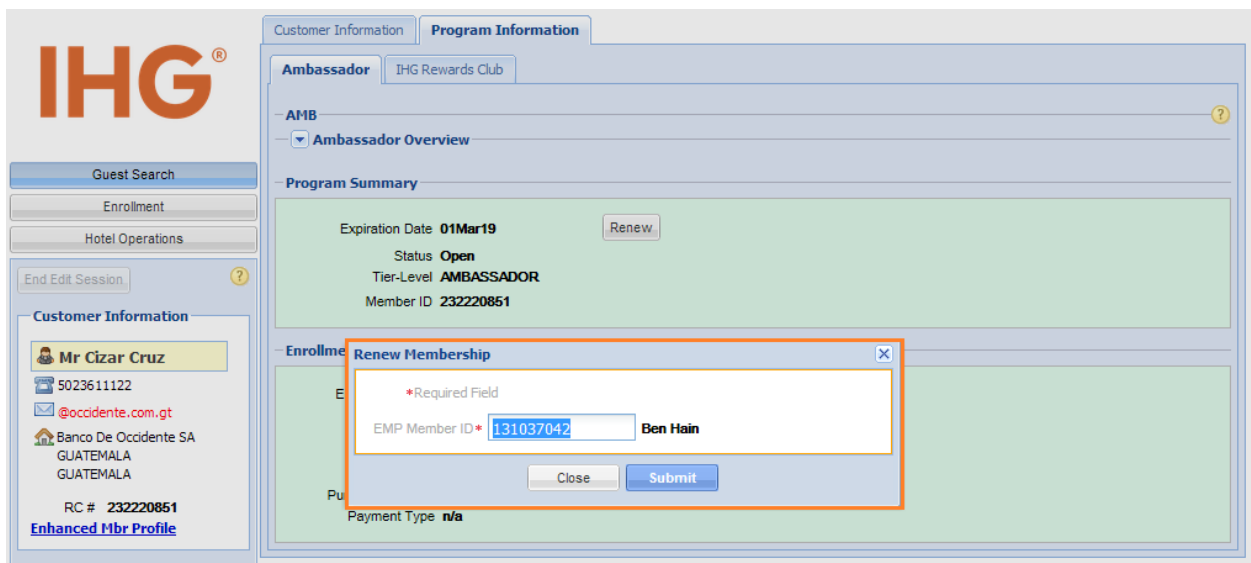 IHG®
Guest Search
Enrollment
Hotel Operations
End Edit Session
?
Customer Information
Mr Cizar Cruz
5023611122
@occidente.com.gt
Banco De Occidente SA
GUATEMALA
GUATEMALA
RC # 232220851
Enhanced Mbr Profile
Customer Information
Program Information
Ambassador
IHG Rewards Club
AMB
?
Ambassador Overview
Program Summary
Expiration Date 01Mar19
Renew
Status Open
Tier-Level AMBASSADOR
Member ID 232220851
Enrollme
E
Renew Membership
*Required Field
EMP Member ID* 131037042 Ben Hain
Close
Submit
Pu
Payment Type n/a